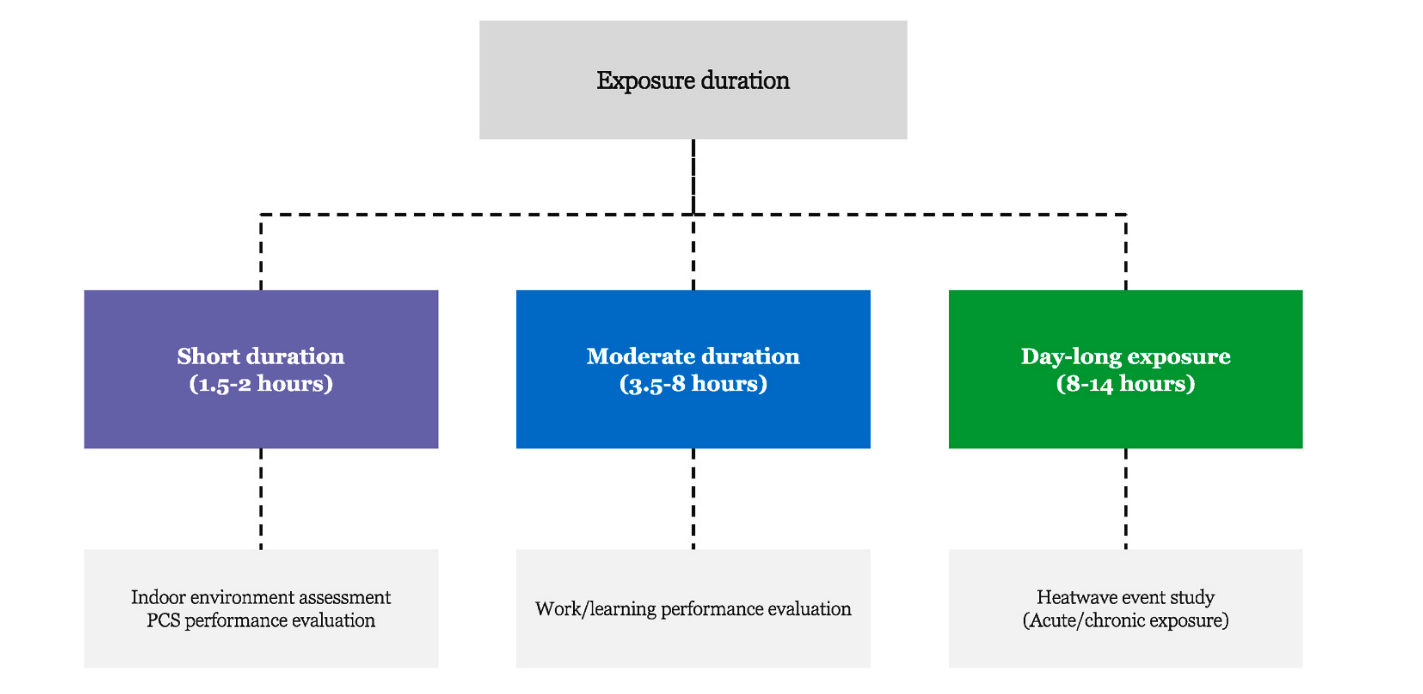 Exposure duration
Short duration
(1.5-2 hours)
Moderate duration
(3.5-8 hours)
Day-long exposure
(8-14 hours)
Indoor environment assessment
PCS performance evaluation
Work/learning performance evaluation
Heatwave event study
(Acute/chronic exposure)